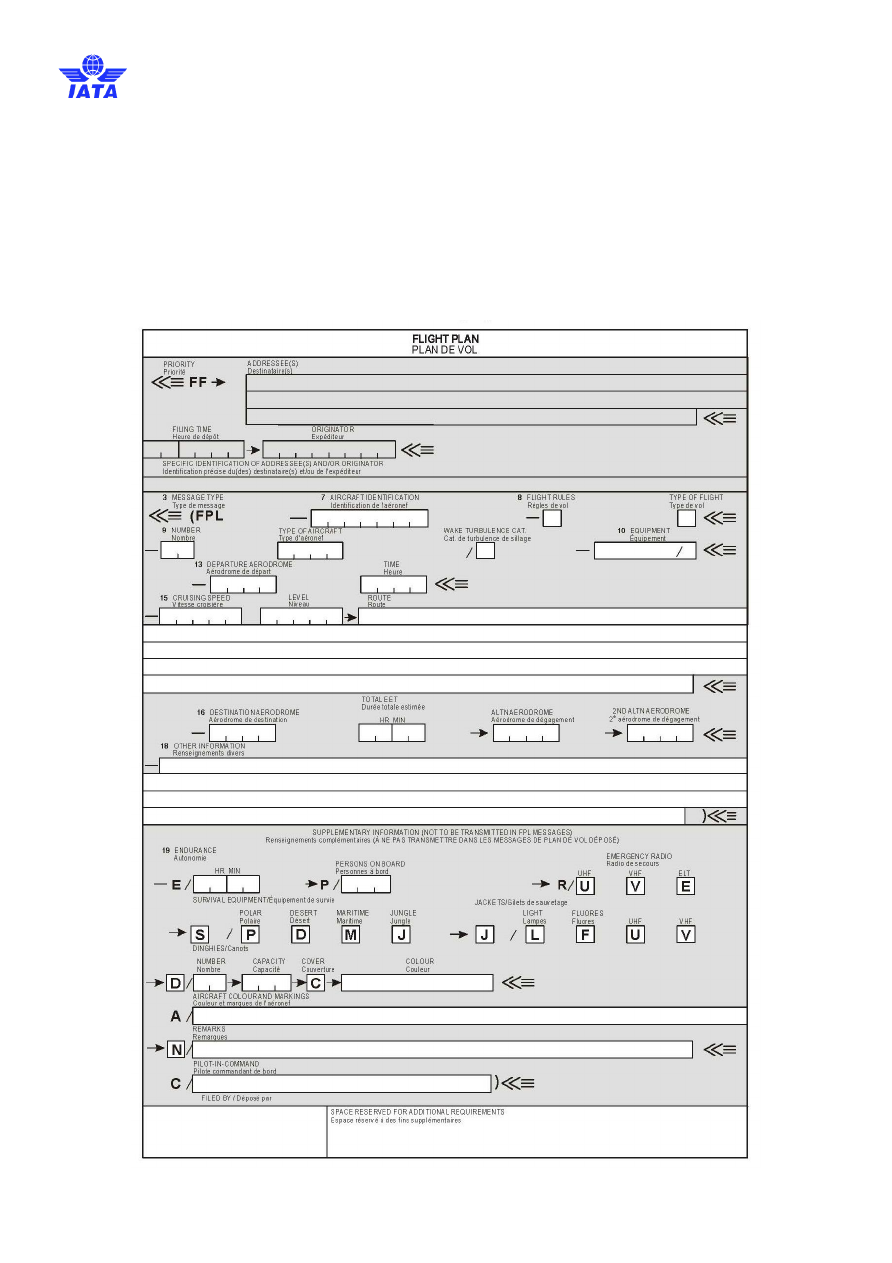 IATA
FLIGHT PLAN
PLAN DE VOL
PRIORITY
Priorité
ADDRESSEE(S)
Destinataire(s)
FF
FILING TIME
Heure de dépôt
ORIGINATOR
Expéditeur
SPECIFIC IDENTIFICATION OF ADDRESSEE(S) AND/OR ORIGINATOR
Identification précise du(des) destinataire(s) et/ou de l'expéditeur
3 MESSAGE TYPE
Type de message
(FPL
7 AIRCRAFT IDENTIFICATION
Identification de l'aéronef
8 FLIGHT RULES
Règles de vol
TYPE OF FLIGHT
Type de vol
9 NUMBER
Nombre
TYPE OF AIRCRAFT
Type d'aéronef
WAKE TURBULENCE CAT.
Cat. de turbulence de sillage
/
10 EQUIPMENT
Équipement
/
13 DEPARTURE AERODROME
Aérodrome de départ
TIME
Heure
15 CRUISING SPEED
Vitesse croisière
LEVEL
Niveau
ROUTE
Route
16 DESTINATION AERODROME
Aérodrome de destination
TOTAL EET
Durée totale estimée
HR MIN
ALTN AERODROME
Aérodrome de dégagement
2ND ALTN AERODROME
2e aérodrome de dégagement
18 OTHER INFORMATION
Renseignements divers
)
SUPPLEMENTARY INFORMATION (NOT TO BE TRANSMITTED IN FPL MESSAGES)
Renseignements complémentaires (À NE PAS TRANSMETTRE DANS LES MESSAGES DE PLAN DE VOL DÉPOSÉ)
19 ENDURANCE
Autonomie
HR MIN
E /
PERSONS ON BOARD
Personnes à bord
P /
EMERGENCY RADIO
Radio de secours
UHF VHF ELT
R / U V E
SURVIVAL EQUIPMENT/Équipement de survie
POLAR
Polaire
DESERT
Désert
MARITIME
Maritime
JUNGLE
Jungle
S / P D M J
JACKETS/Gilets de sauvetage
LIGHT
Lampes
FLUORES
Fluores
UHF VHF
J / L F U V
DINGHIES/Canots
NUMBER
Nombre
CAPACITY
Capacité
COVER
Couverture
COLOUR
Couleur
D / C
AIRCRAFT COLOUR AND MARKINGS
Couleur et marques de l'aéronef
A /
REMARKS
Remarques
N /
PILOT-IN-COMMAND
Pilote commandant de bord
C / )
FILED BY / Déposé par
SPACE RESERVED FOR ADDITIONAL REQUIREMENTS
Espace réservé à des fins supplémentaires